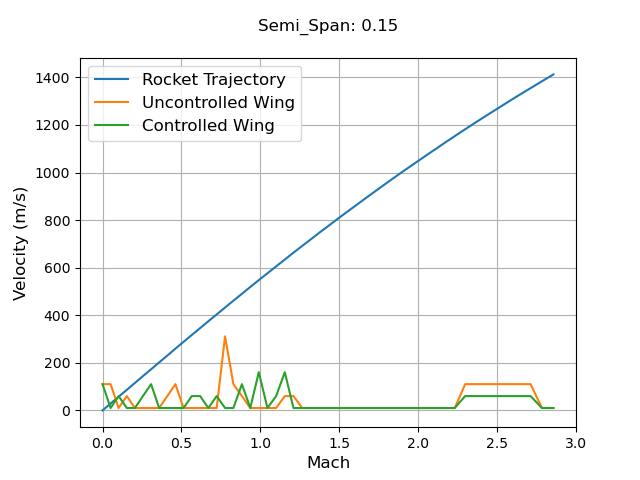 Semi_Span: 0.15
Rocket Trajectory
Uncontrolled Wing
Controlled Wing
1400
1200
1000
800
600
400
200
0
Velocity (m/s)
0.0 0.5 1.0 1.5 2.0 2.5 3.0
Mach